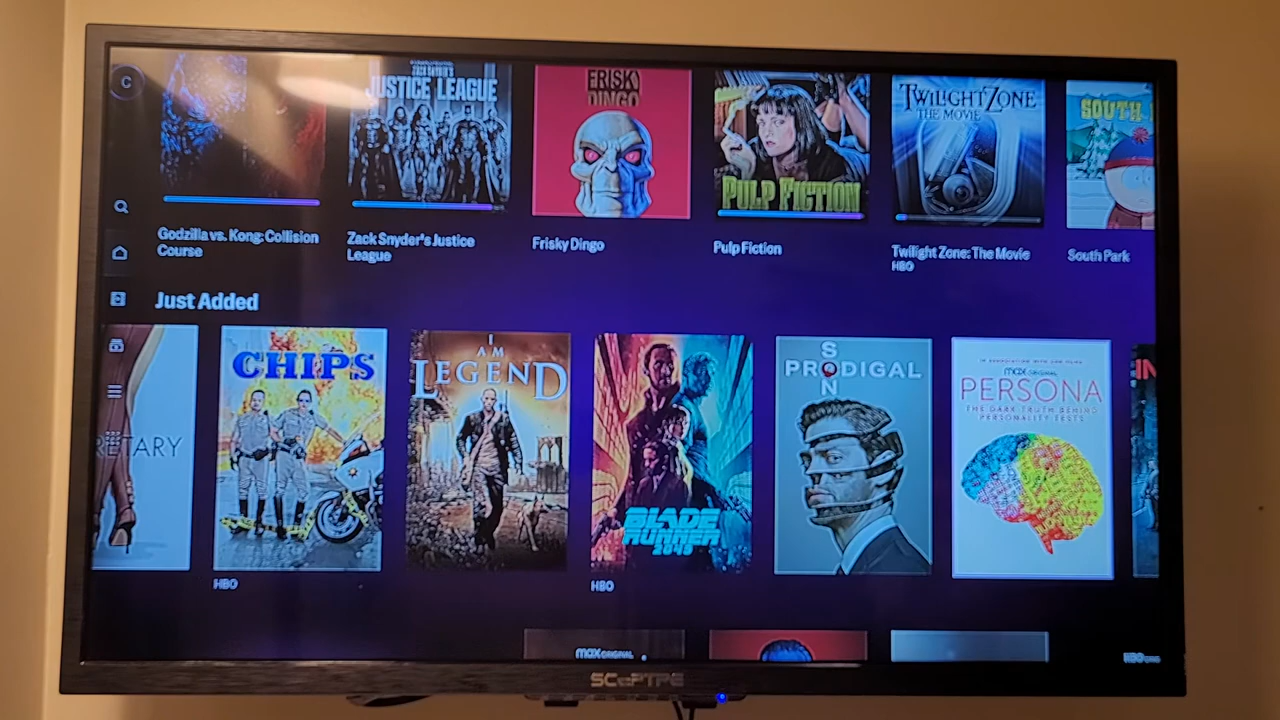 C
ZACK SNYDER'S
JUSTICE LEAGUE
FRISKY
DINGO
PULP FICTION
TWILIGHT ZONE
THE MOVIE
SOUTH
Godzilla vs. Kong: Collision
Course
Zack Snyder's Justice
League
Frisky Dingo
Pulp Fiction
Twilight Zone: The Movie
HBO
South Park
Just Added
RETARY
CHIPS
HBO
I
AM
LEGEND
BLADE
RUNNER
2049
HBO
SON
PRODIGAL
max ORIGINAL
PERSONA
THE DARK TRUTH BEHIND
PERSONALITY TESTS
IN
max ORIGINAL
SCEPTRE